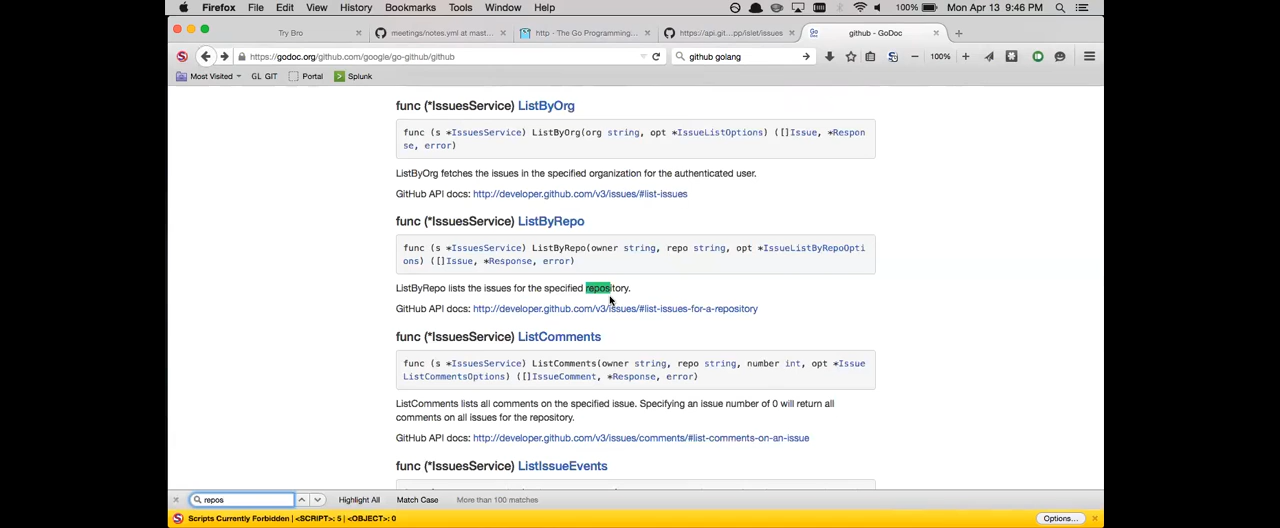 Firefox File Edit View History Bookmarks Tools Window Help 100% Mon Apr 13 9:46 PM
Try Bro meetings/notes.yml at mast... http - The Go Programming... https://api.git...pp/islet/issues github - GoDoc
https://godoc.org/github.com/google/go-github/github github golang 100%
Most Visited GL GIT Portal Splunk
func (*IssuesService) ListByOrg
func (s *IssuesService) ListByOrg(org string, opt *IssueListOptions) ([]Issue, *Respon
se, error)
ListByOrg fetches the issues in the specified organization for the authenticated user.
GitHub API docs: http://developer.github.com/v3/issues/#list-issues
func (*IssuesService) ListByRepo
func (s *IssuesService) ListByRepo(owner string, repo string, opt *IssueListByRepoOpti
ons) ([]Issue, *Response, error)
ListByRepo lists the issues for the specified repository.
GitHub API docs: http://developer.github.com/v3/issues/#list-issues-for-a-repository
func (*IssuesService) ListComments
func (s *IssuesService) ListComments(owner string, repo string, number int, opt *Issue
ListCommentsOptions) ([]IssueComment, *Response, error)
ListComments lists all comments on the specified issue. Specifying an issue number of 0 will return all
comments on all issues for the repository.
GitHub API docs: http://developer.github.com/v3/issues/comments/#list-comments-on-an-issue
func (*IssuesService) ListIssueEvents
repos Highlight All Match Case More than 100 matches
Scripts Currently Forbidden | <SCRIPT>: 5 | <OBJECT>: 0 Options...